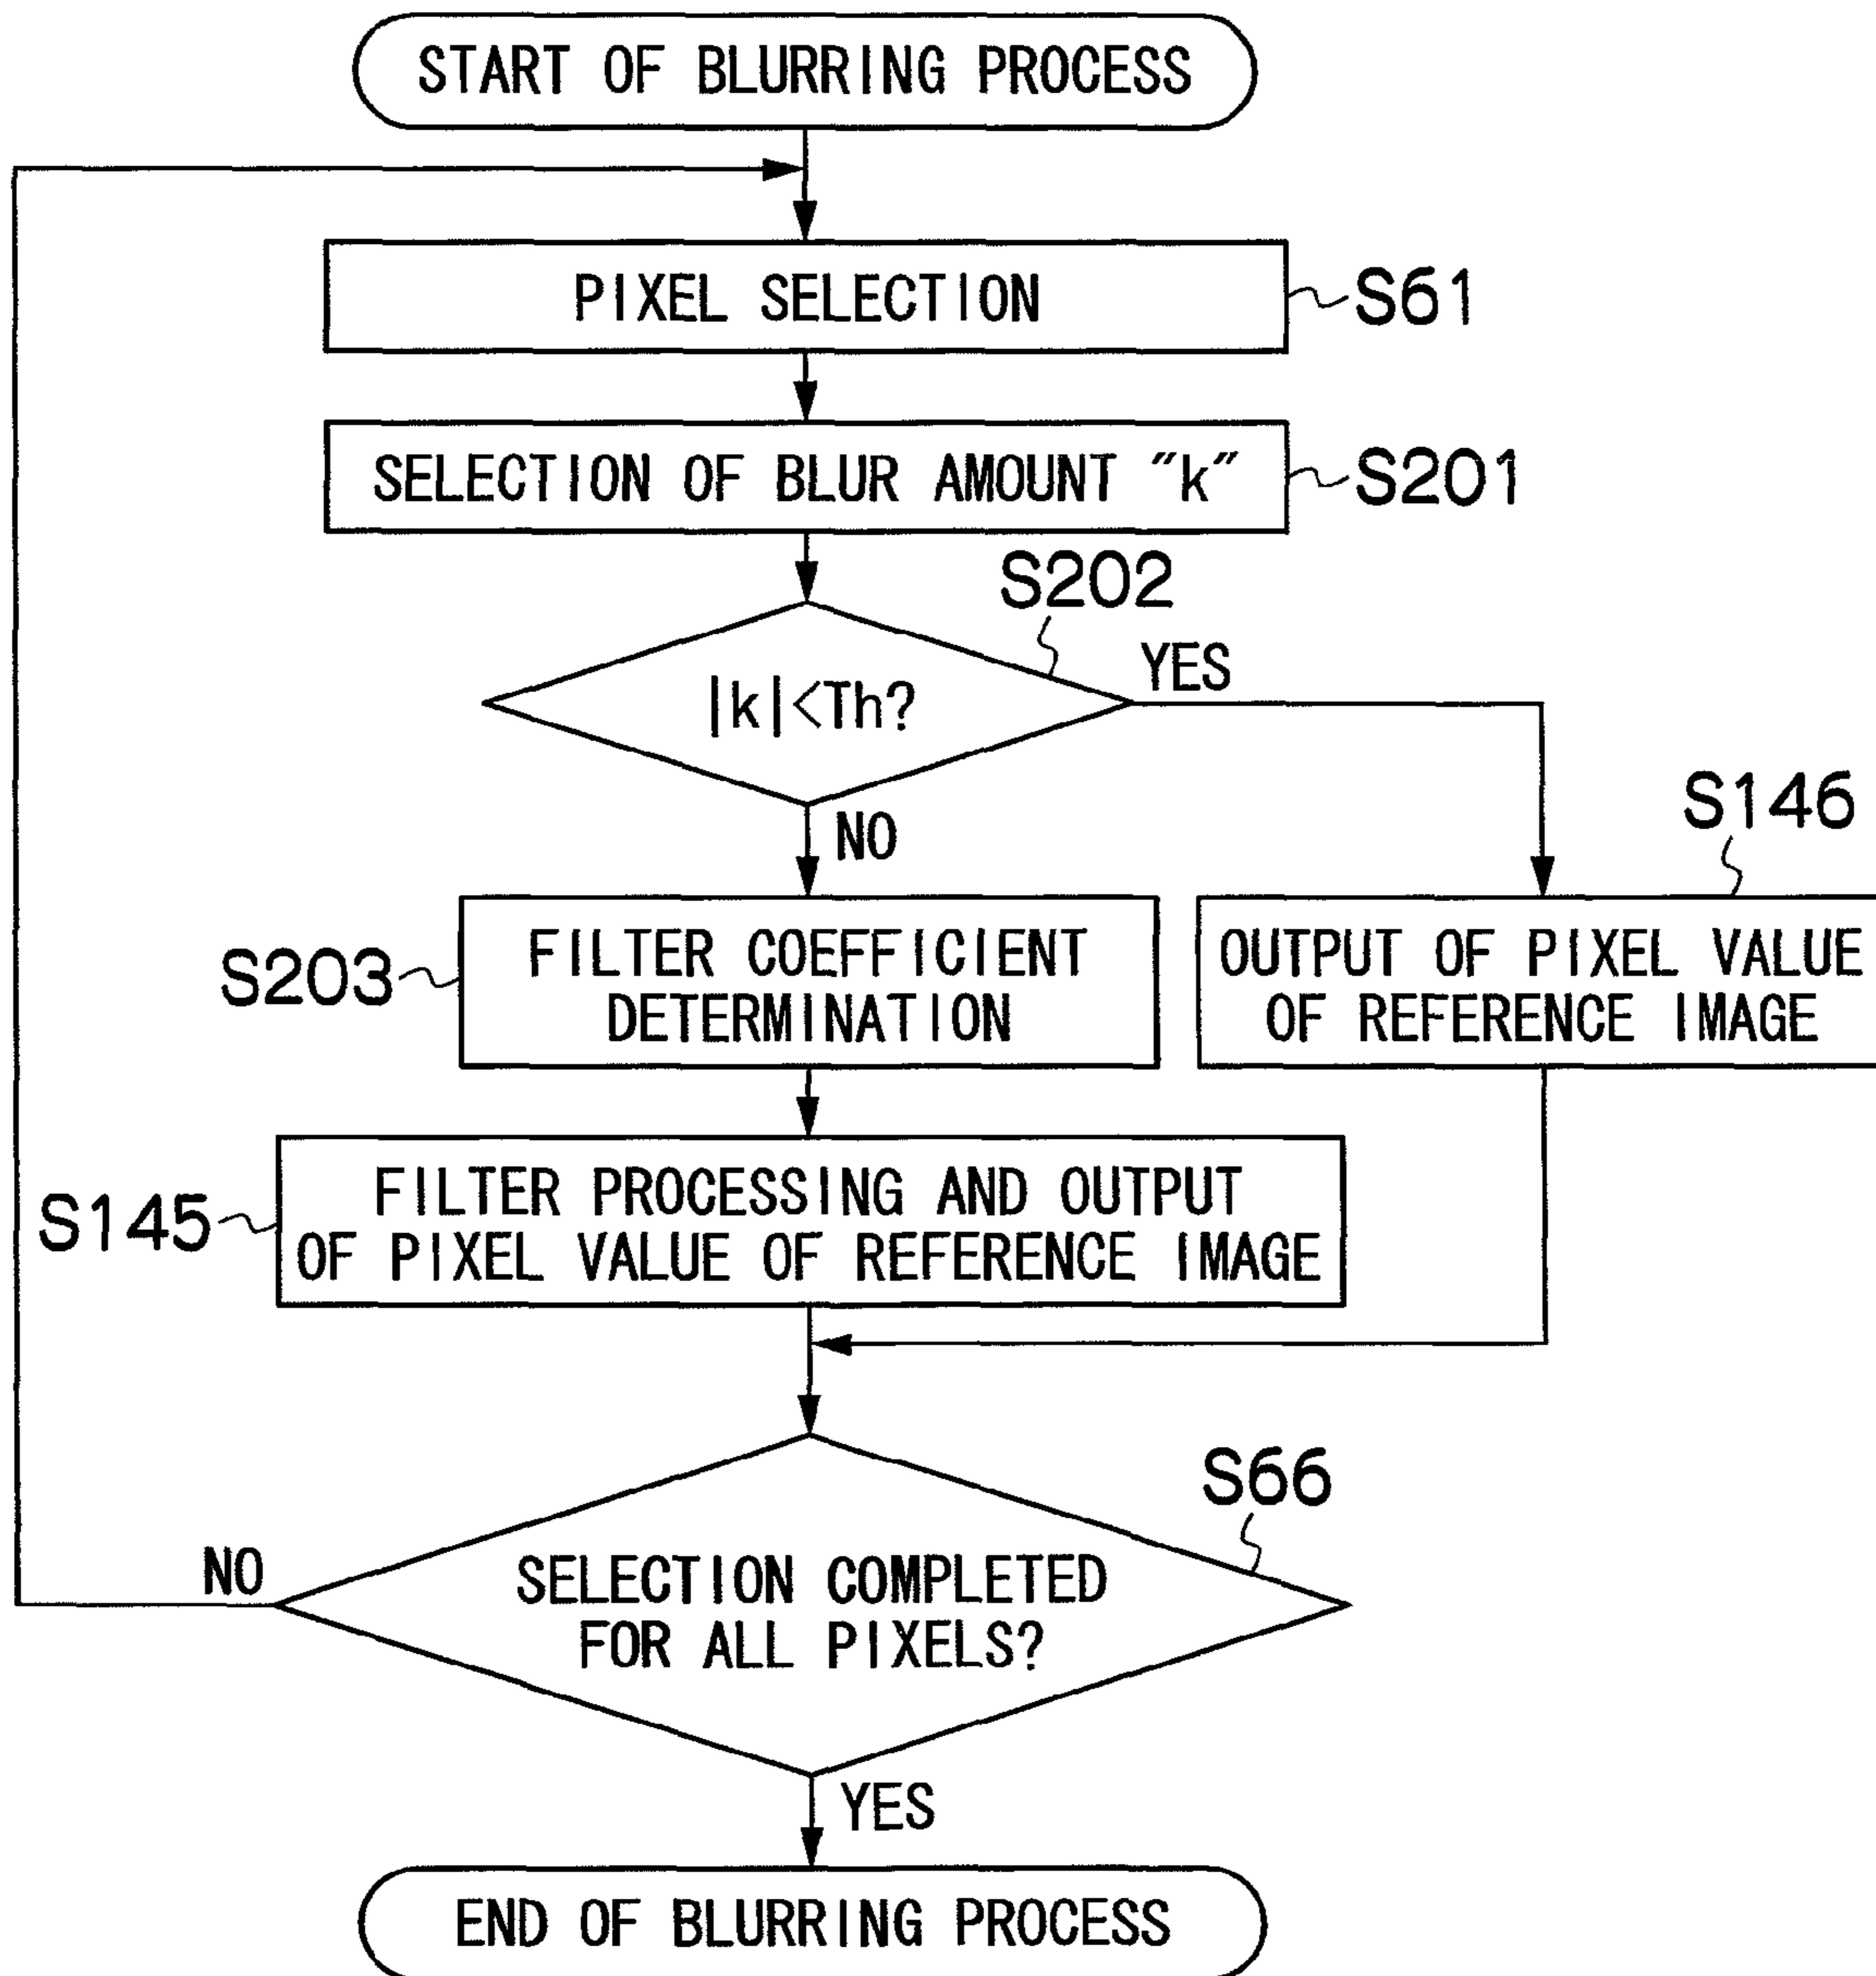 START OF BLURRING PROCESS
PIXEL SELECTION
S61
SELECTION OF BLUR AMOUNT "k"
S201
S202
|k|<Th?
YES
NO
S146
S203
FILTER COEFFICIENT
DETERMINATION
OUTPUT OF PIXEL VALUE
OF REFERENCE IMAGE
S145
FILTER PROCESSING AND OUTPUT
OF PIXEL VALUE OF REFERENCE IMAGE
S66
NO
SELECTION COMPLETED
FOR ALL PIXELS?
YES
END OF BLURRING PROCESS